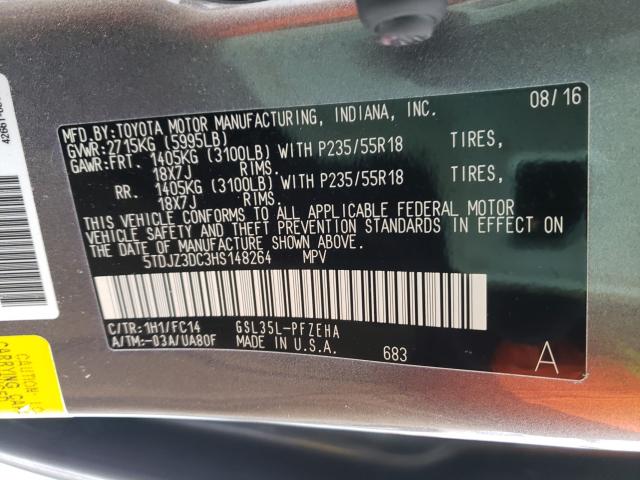 08/16
MFD.BY:TOYOTA MOTOR MANUFACTURING, INDIANA, INC.
GVWR:2715KG (5995LB)
GAWR:FRT. 1405KG (3100LB) WITH P235/55R18 TIRES,
18X7J RIMS.
RR. 1405KG (3100LB) WITH P235/55R18 TIRES,
18X7J RIMS.
THIS VEHICLE CONFORMS TO ALL APPLICABLE FEDERAL MOTOR
VEHICLE SAFETY AND THEFT PREVENTION STANDARDS IN EFFECT ON
THE DATE OF MANUFACTURE SHOWN ABOVE.
5TDJZ3DC3HS148264 MPV
C/TR:1H1/FC14 GSL35L-PFZEHA
A/TM:-03A/UA80F MADE IN U.S.A. 683 A